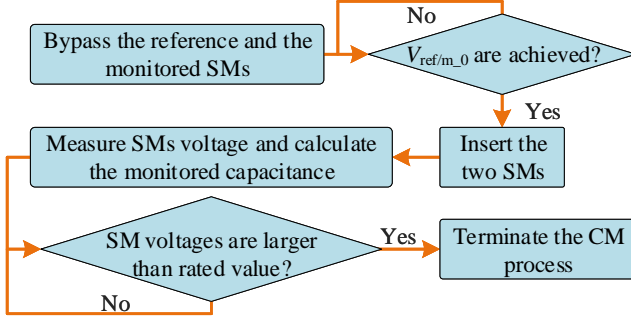 No
Bypass the reference and the
monitored SMs
V_ref/m_0 are achieved?
Yes
Measure SMs voltage and calculate
the monitored capacitance
Insert the
two SMs
SM voltages are larger
than rated value?
Yes
Terminate the CM
process
No